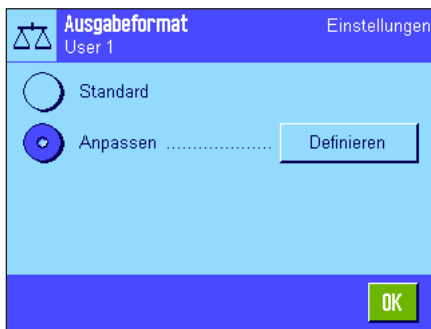 Ausgabeformat Einstellungen
User 1
Standard
Anpassen .................... Definieren
OK